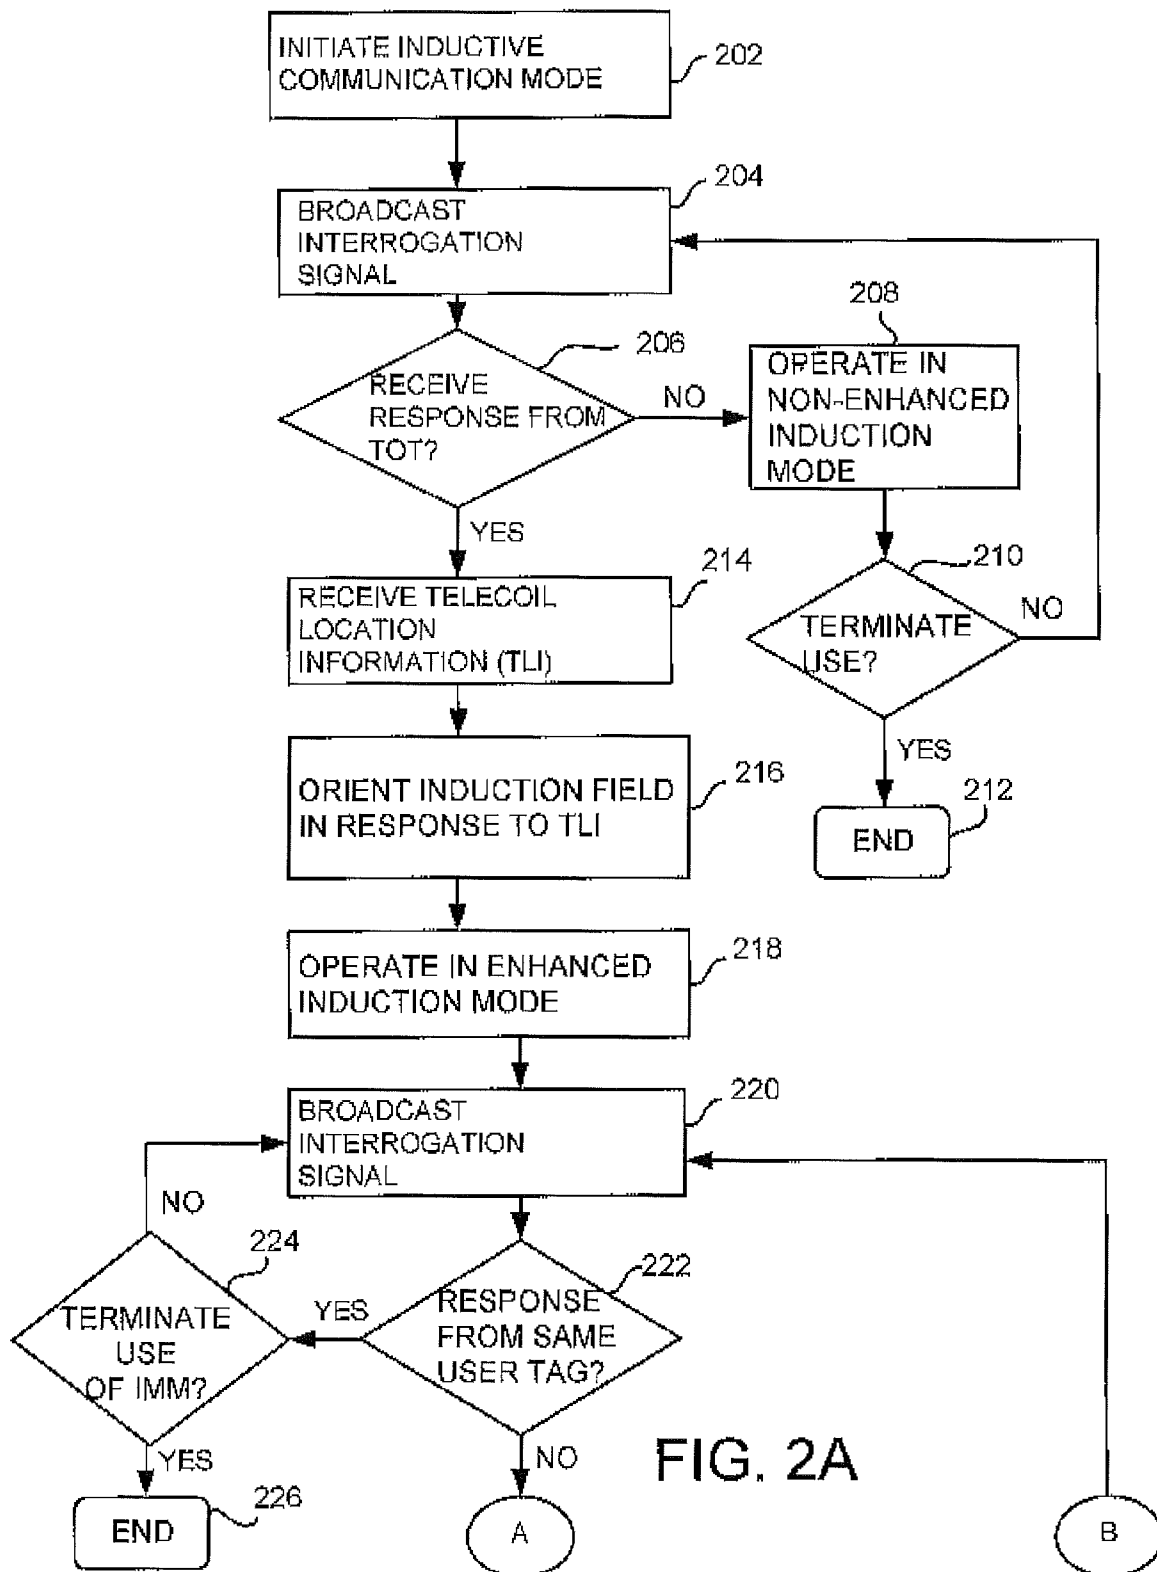 INITIATE INDUCTIVE
COMMUNICATION MODE
202
204
BROADCAST
INTERROGATION
SIGNAL
206
RECEIVE
RESPONSE FROM
TOT?
NO
208
OPERATE IN
NON-ENHANCED
INDUCTION
MODE
YES
210
TERMINATE
USE?
NO
YES
212
END
214
RECEIVE TELECOIL
LOCATION
INFORMATION (TLI)
216
ORIENT INDUCTION FIELD
IN RESPONSE TO TLI
218
OPERATE IN ENHANCED
INDUCTION MODE
220
BROADCAST
INTERROGATION
SIGNAL
NO
224
TERMINATE
USE
OF IMM?
YES
222
RESPONSE
FROM SAME
USER TAG?
YES
NO
FIG. 2A
226
END
A
B